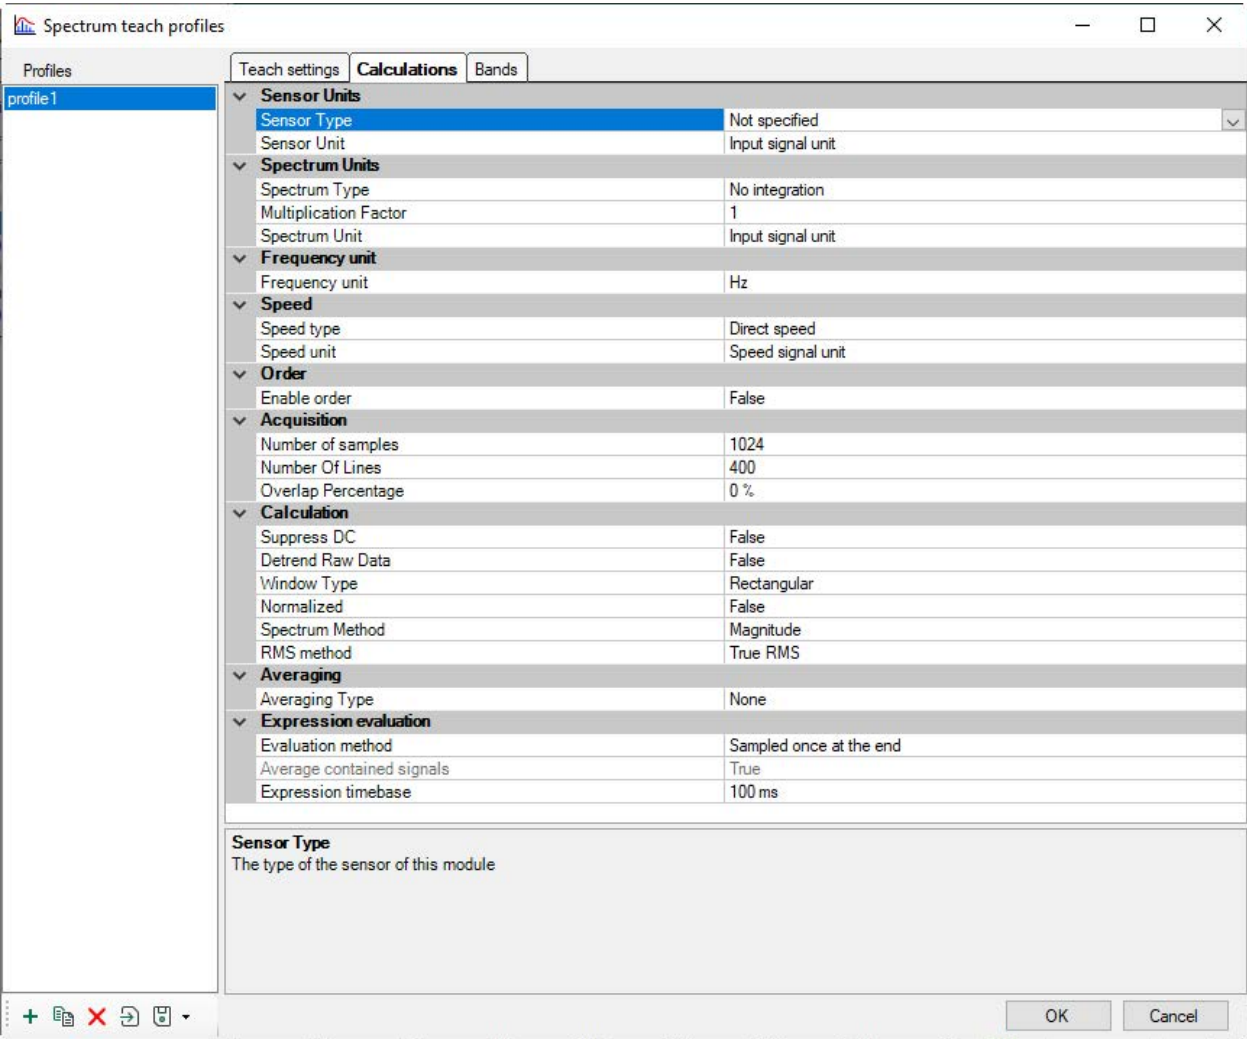 Spectrum teach profiles
Profiles
Teach settings Calculations Bands
profile1
Sensor Units
Sensor Type Not specified
Sensor Unit Input signal unit
Spectrum Units
Spectrum Type No integration
Multiplication Factor 1
Spectrum Unit Input signal unit
Frequency unit
Frequency unit Hz
Speed
Speed type Direct speed
Speed unit Speed signal unit
Order
Enable order False
Acquisition
Number of samples 1024
Number Of Lines 400
Overlap Percentage 0 %
Calculation
Suppress DC False
Detrend Raw Data False
Window Type Rectangular
Normalized False
Spectrum Method Magnitude
RMS method True RMS
Averaging
Averaging Type None
Expression evaluation
Evaluation method Sampled once at the end
Average contained signals True
Expression timebase 100 ms
Sensor Type
The type of the sensor of this module
OK Cancel